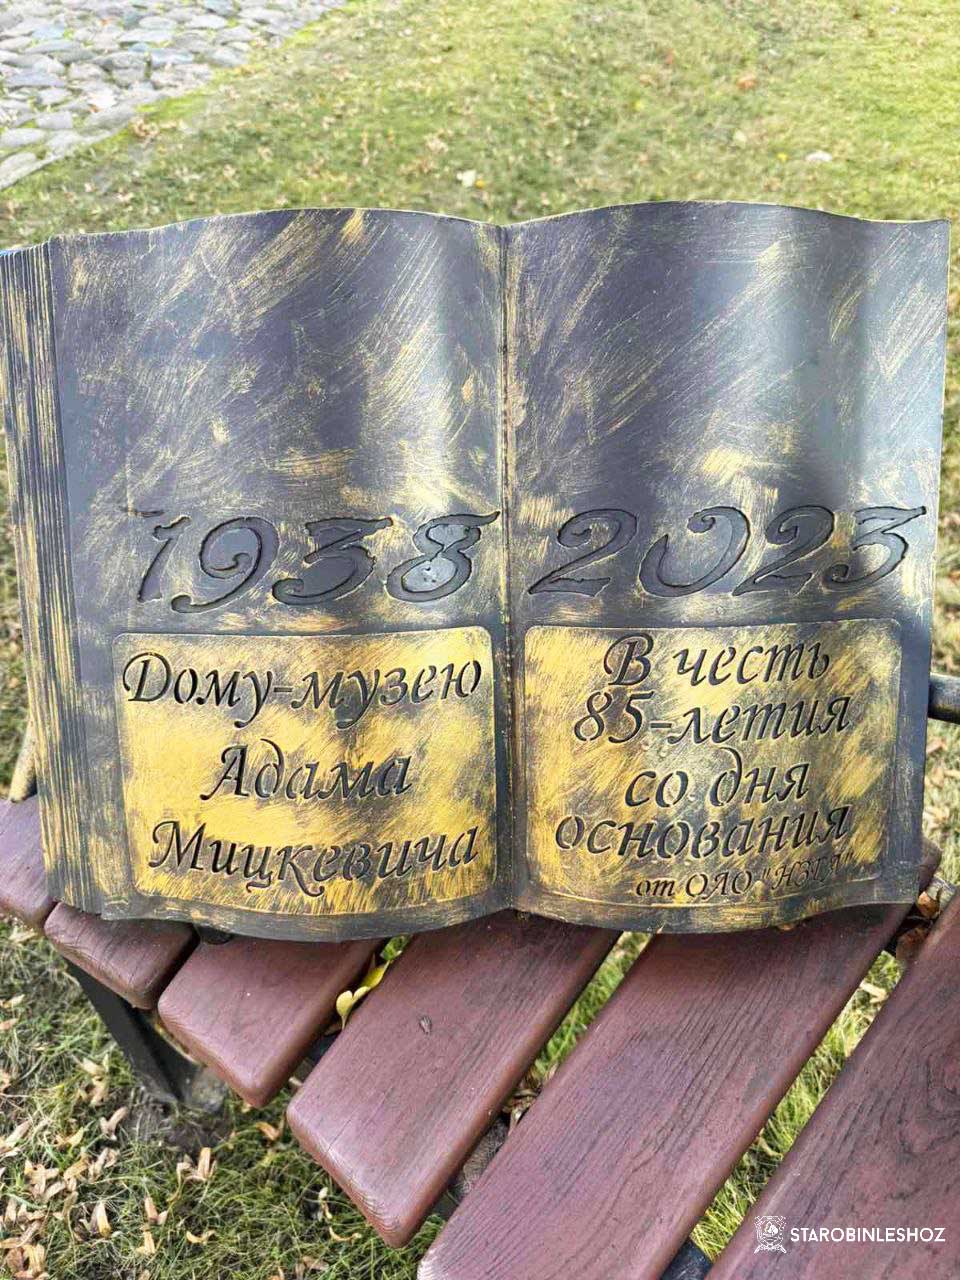 1938
Дому-музею
Адама
Мицкевича
2023
В честь
85-летия
со дня
основания
от ОАО "НЗГА"
STAROBINLESHOZ